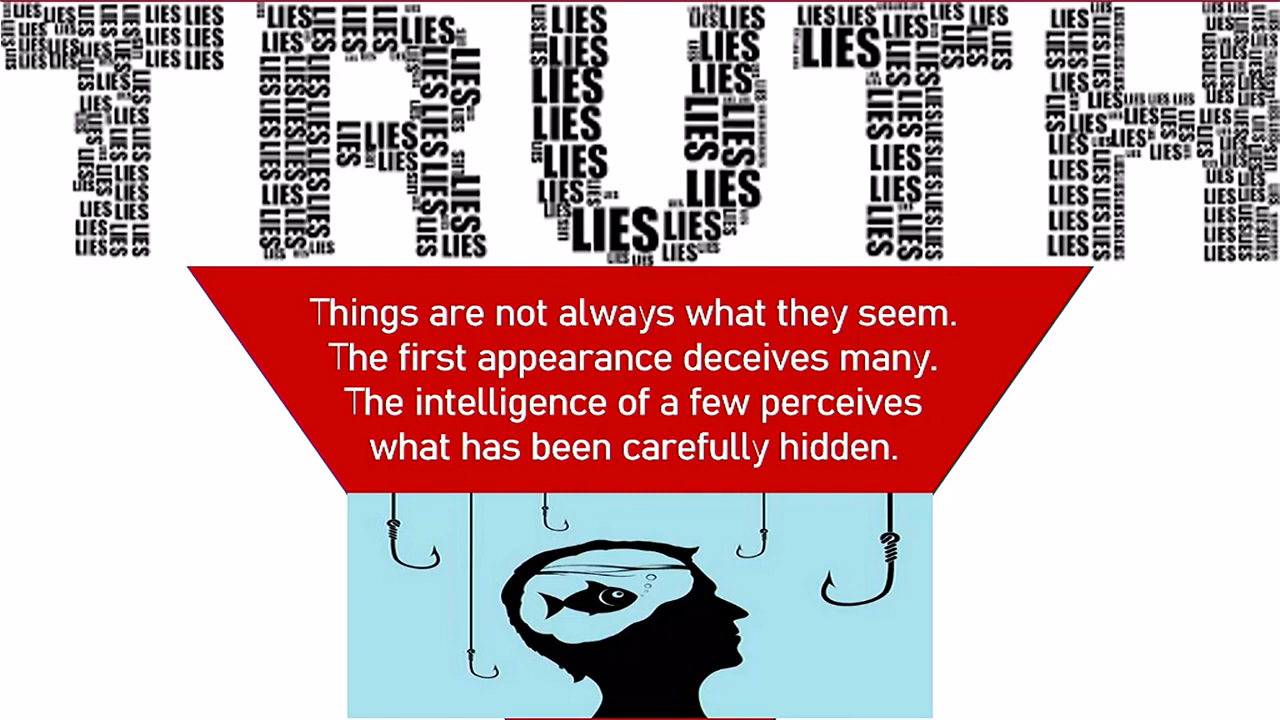 TRUTH
LIES
Things are not always what they seem.
The first appearance deceives many.
The intelligence of a few perceives
what has been carefully hidden.